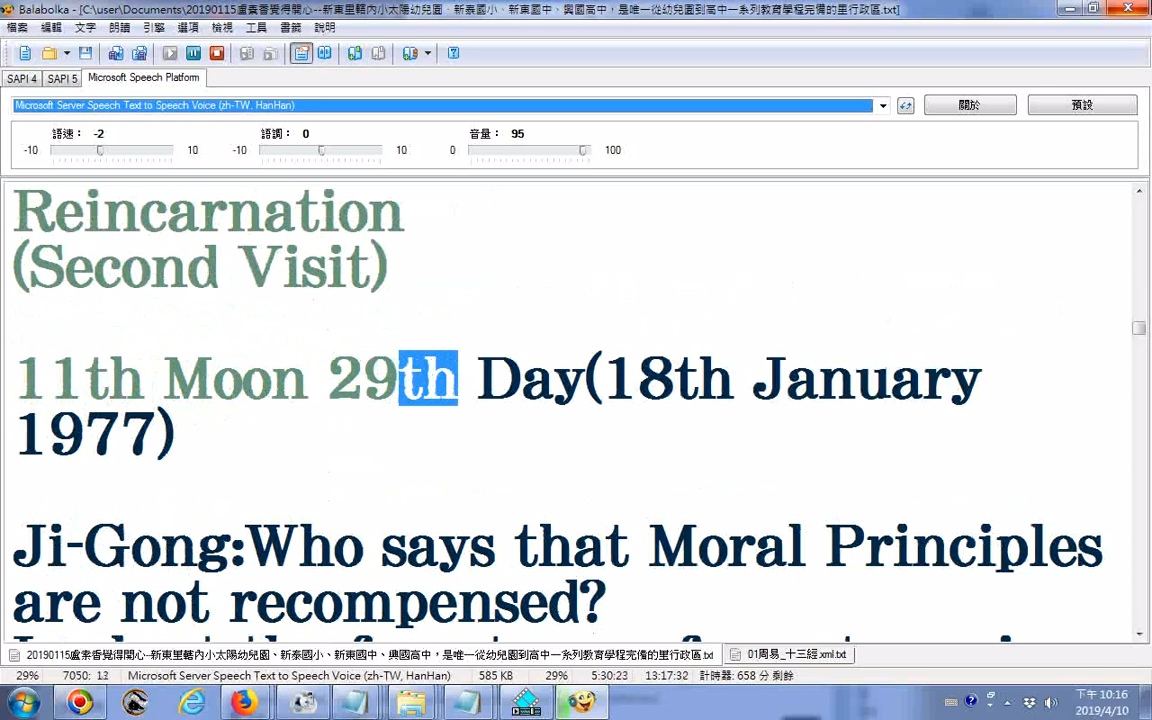 Balabolka - [C:\user\Documents\20190115盧素香覺得開心--新東里轄內小太陽幼兒園、新泰國小、新東國中、興國高中，是唯一從幼兒園到高中一系列教育學程完備的里行政區.txt]
檔案 編輯 文字 朗讀 引擎 選項 檢視 工具 書籤 說明
SAPI 4 SAPI 5 Microsoft Speech Platform
Microsoft Server Speech Text to Speech Voice (zh-TW, HanHan) 關於 預設
語速： -2 語調： 0 音量： 95
-10 10 -10 10 0 100
Reincarnation
(Second Visit)
11th Moon 29th Day(18th January
1977)
Ji-Gong:Who says that Moral Principles
are not recompensed?
20190115盧素香覺得開心--新東里轄內小太陽幼兒園、新泰國小、新東國中、興國高中，是唯一從幼兒園到高中一系列教育學程完備的里行政區.txt 01周易_十三經.xml.txt
29% 7050: 12 Microsoft Server Speech Text to Speech Voice (zh-TW, HanHan) 585 KB 29% 5:30:23 13:17:32 計時器: 658 分 剩餘
下午 10:16
2019/4/10